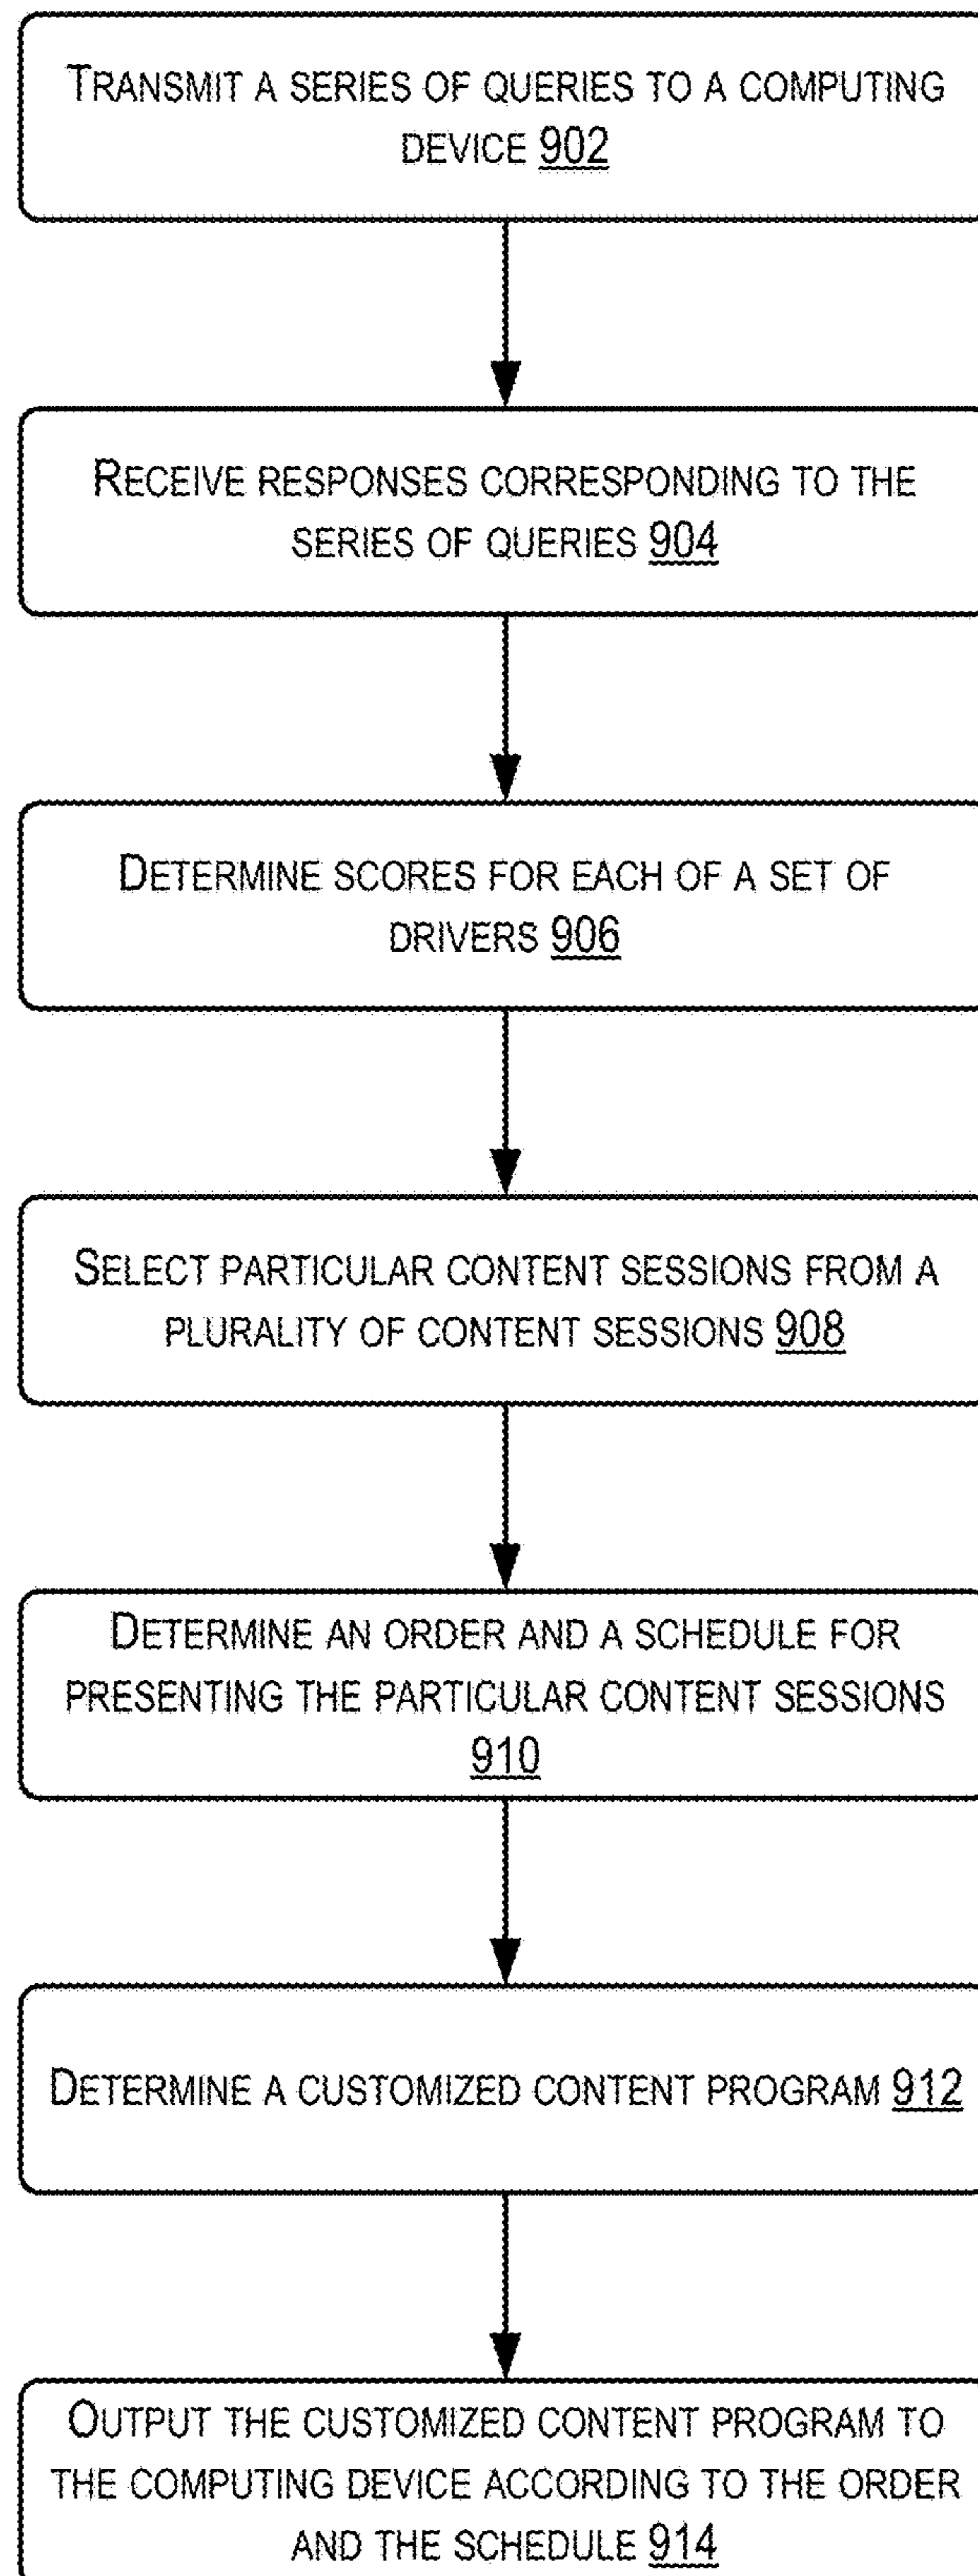 TRANSMIT A SERIES OF QUERIES TO A COMPUTING
DEVICE 902
RECEIVE RESPONSES CORRESPONDING TO THE
SERIES OF QUERIES 904
DETERMINE SCORES FOR EACH OF A SET OF
DRIVERS 906
SELECT PARTICULAR CONTENT SESSIONS FROM A
PLURALITY OF CONTENT SESSIONS 908
DETERMINE AN ORDER AND A SCHEDULE FOR
PRESENTING THE PARTICULAR CONTENT SESSIONS
910
DETERMINE A CUSTOMIZED CONTENT PROGRAM 912
OUTPUT THE CUSTOMIZED CONTENT PROGRAM TO
THE COMPUTING DEVICE ACCORDING TO THE ORDER
AND THE SCHEDULE 914